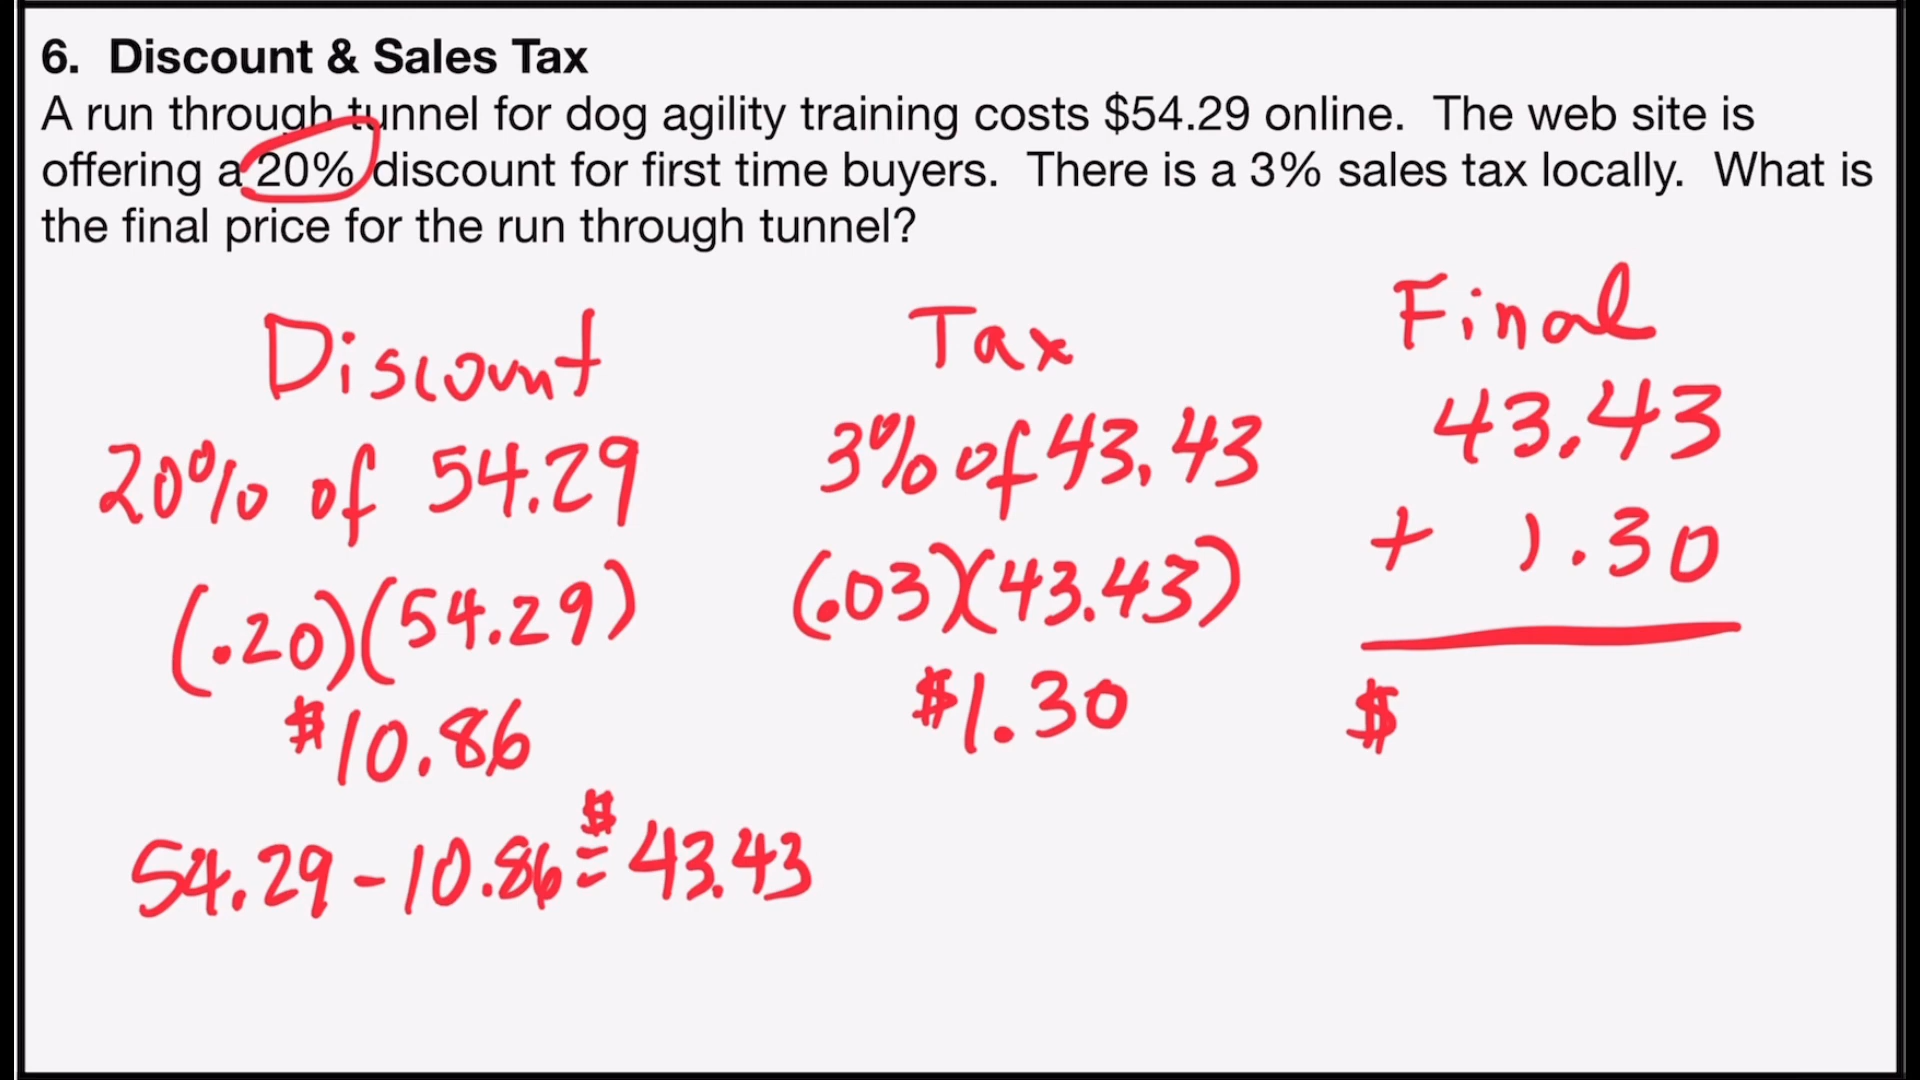 6. Discount & Sales Tax
A run through tunnel for dog agility training costs $54.29 online. The web site is
offering a 20% discount for first time buyers. There is a 3% sales tax locally. What is
the final price for the run through tunnel?
Discount
20% of 54.29
(.20)(54.29)
$10.86
54.29 - 10.86 = $43.43
Tax
3% of 43.43
(.03)(43.43)
$1.30
Final
43.43
+ 1.30
$